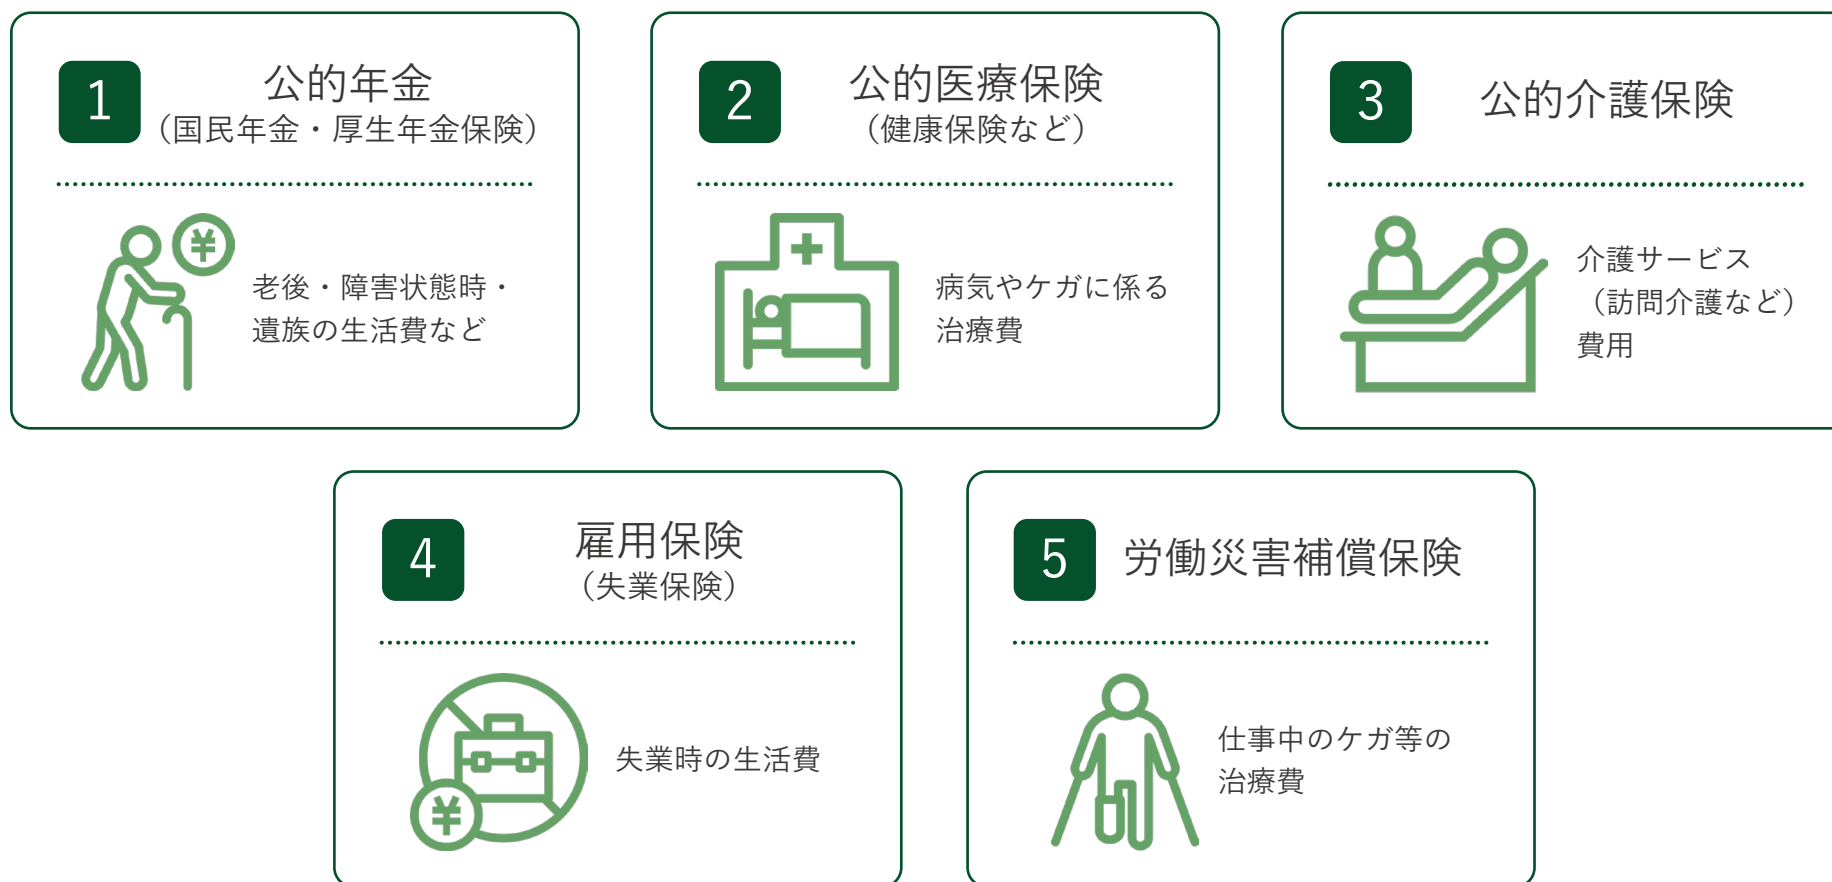 1
公的年金
（国民年金・厚生年金保険）
¥
老後・障害状態時・
遺族の生活費など
2
公的医療保険
（健康保険など）
病気やケガに係る
治療費
3
公的介護保険
介護サービス
（訪問介護など）
費用
4
雇用保険
（失業保険）
¥
失業時の生活費
5
労働災害補償保険
仕事中のケガ等の
治療費